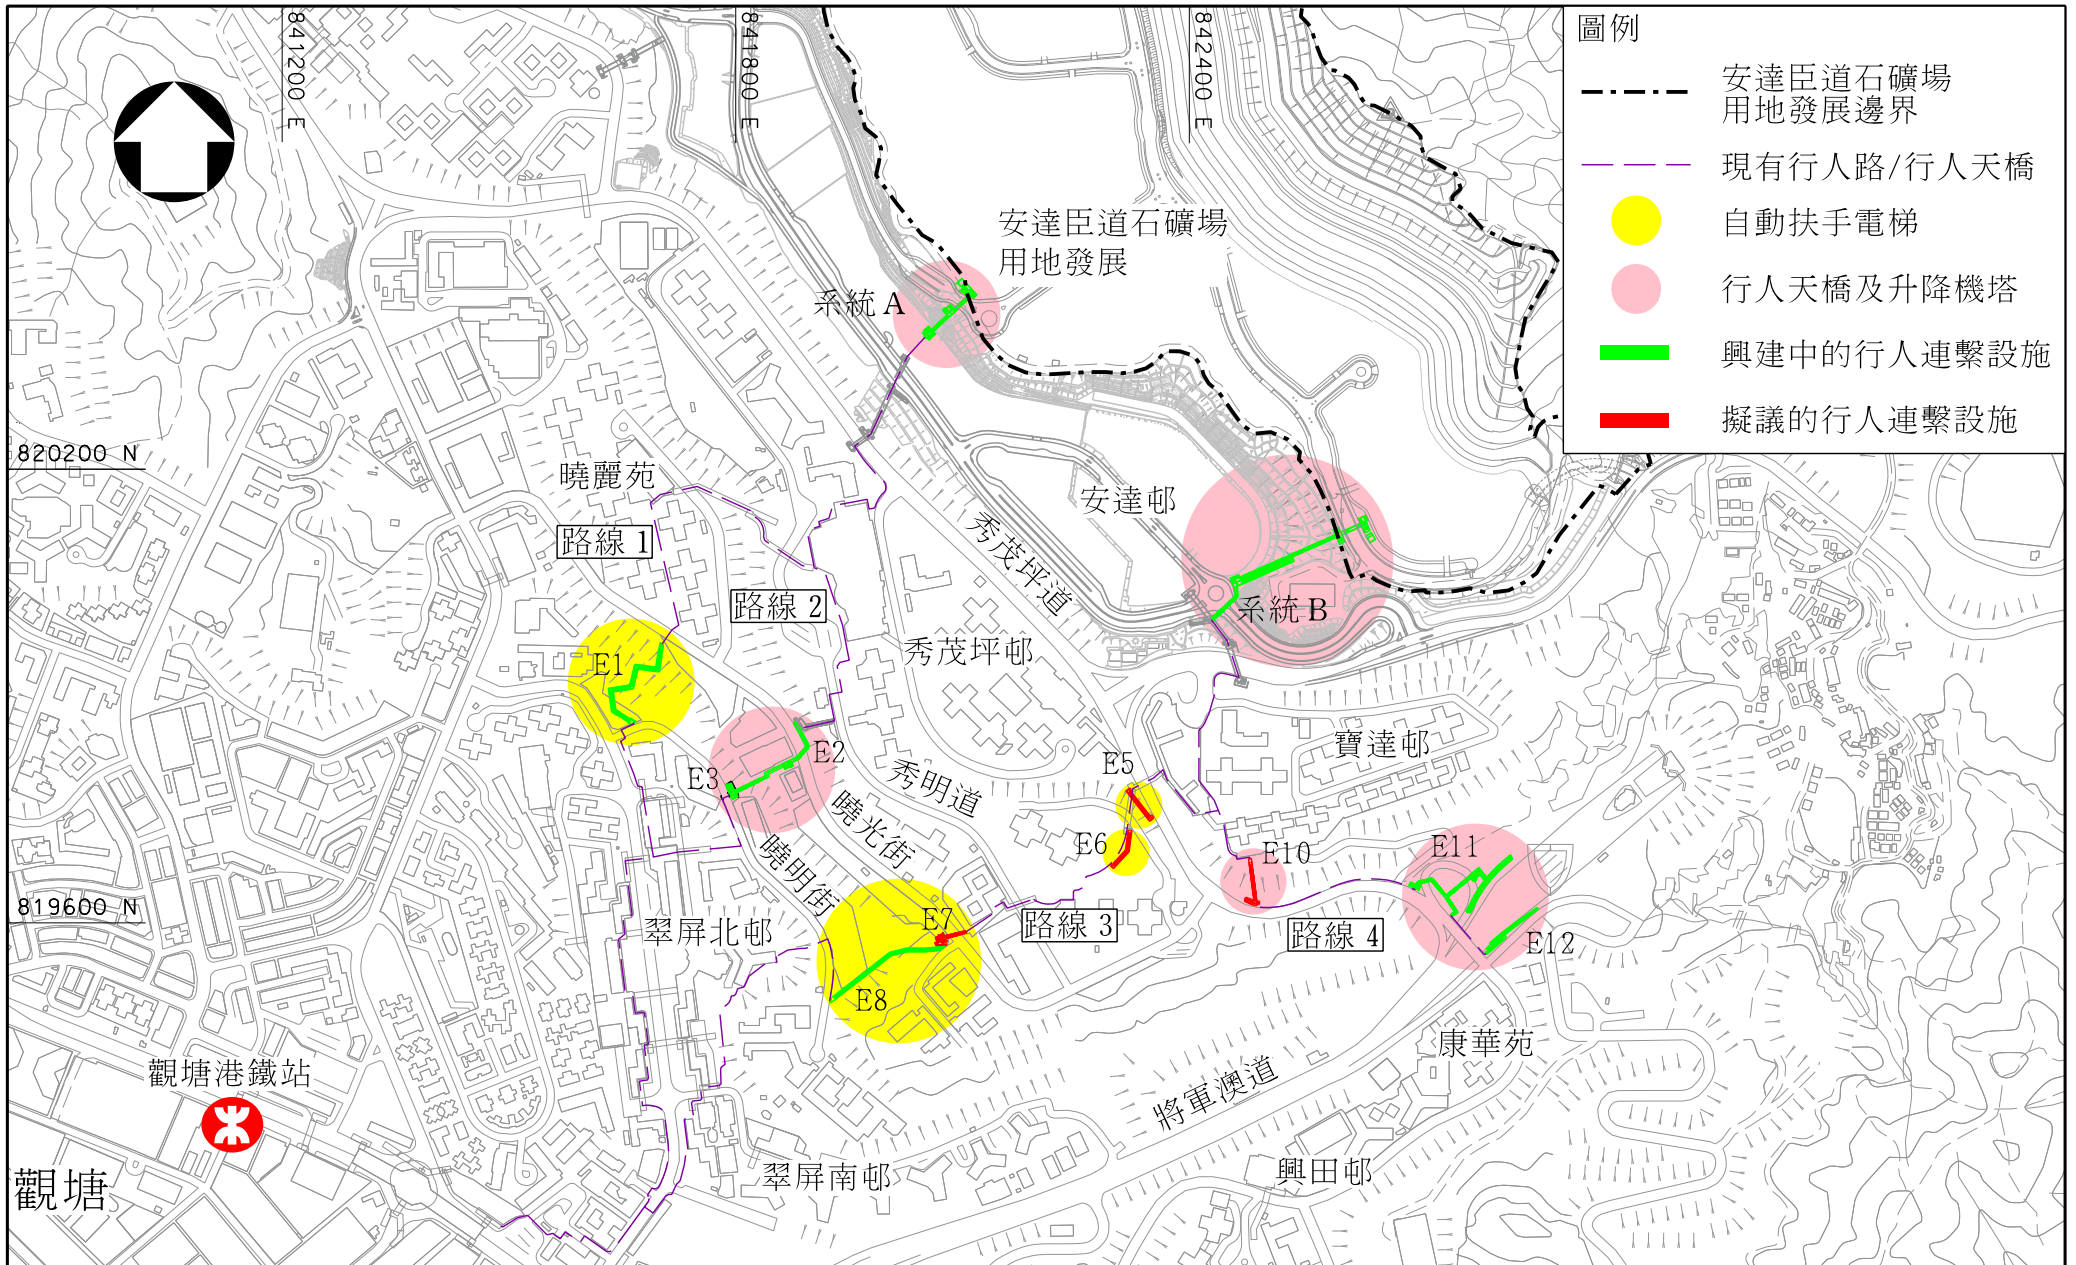 841200 E
841800 E
842400 E
圖例
安達臣道石礦場
用地發展邊界
現有行人路/行人天橋
自動扶手電梯
行人天橋及升降機塔
興建中的行人連繫設施
擬議的行人連繫設施
安達臣道石礦場
用地發展
系統A
820200 N
曉麗苑
安達邨
秀茂坪道
路線 1
路線 2
系統B
秀茂坪邨
E1
寶達邨
E2
E3
E5
秀明道
曉光街
E6
E10
E11
曉明街
819600 N
翠屏北邨
E7
路線 3
路線 4
E12
E8
康華苑
觀塘港鐵站
將軍澳道
翠屏南邨
興田邨
觀塘